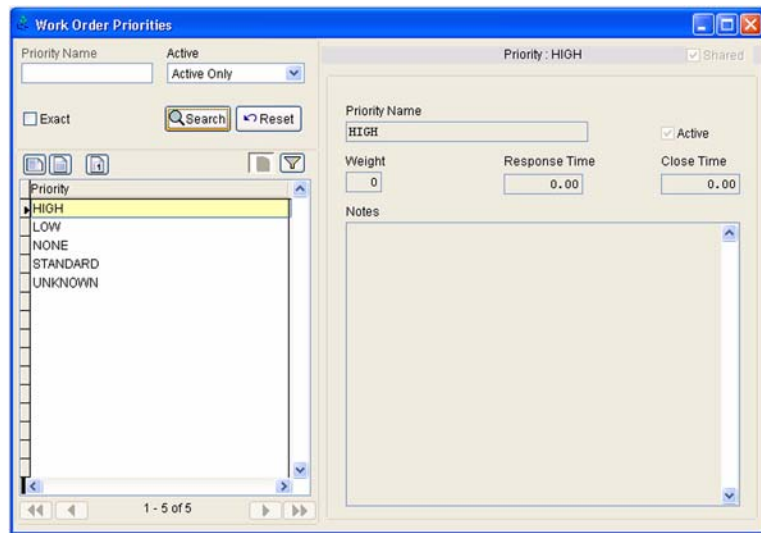 Work Order Priorities
Priority Name Active
Active Only
Exact Search Reset
Priority
HIGH
LOW
NONE
STANDARD
UNKNOWN
1 - 5 of 5
Priority : HIGH Shared
Priority Name
HIGH Active
Weight Response Time Close Time
0 0.00 0.00
Notes